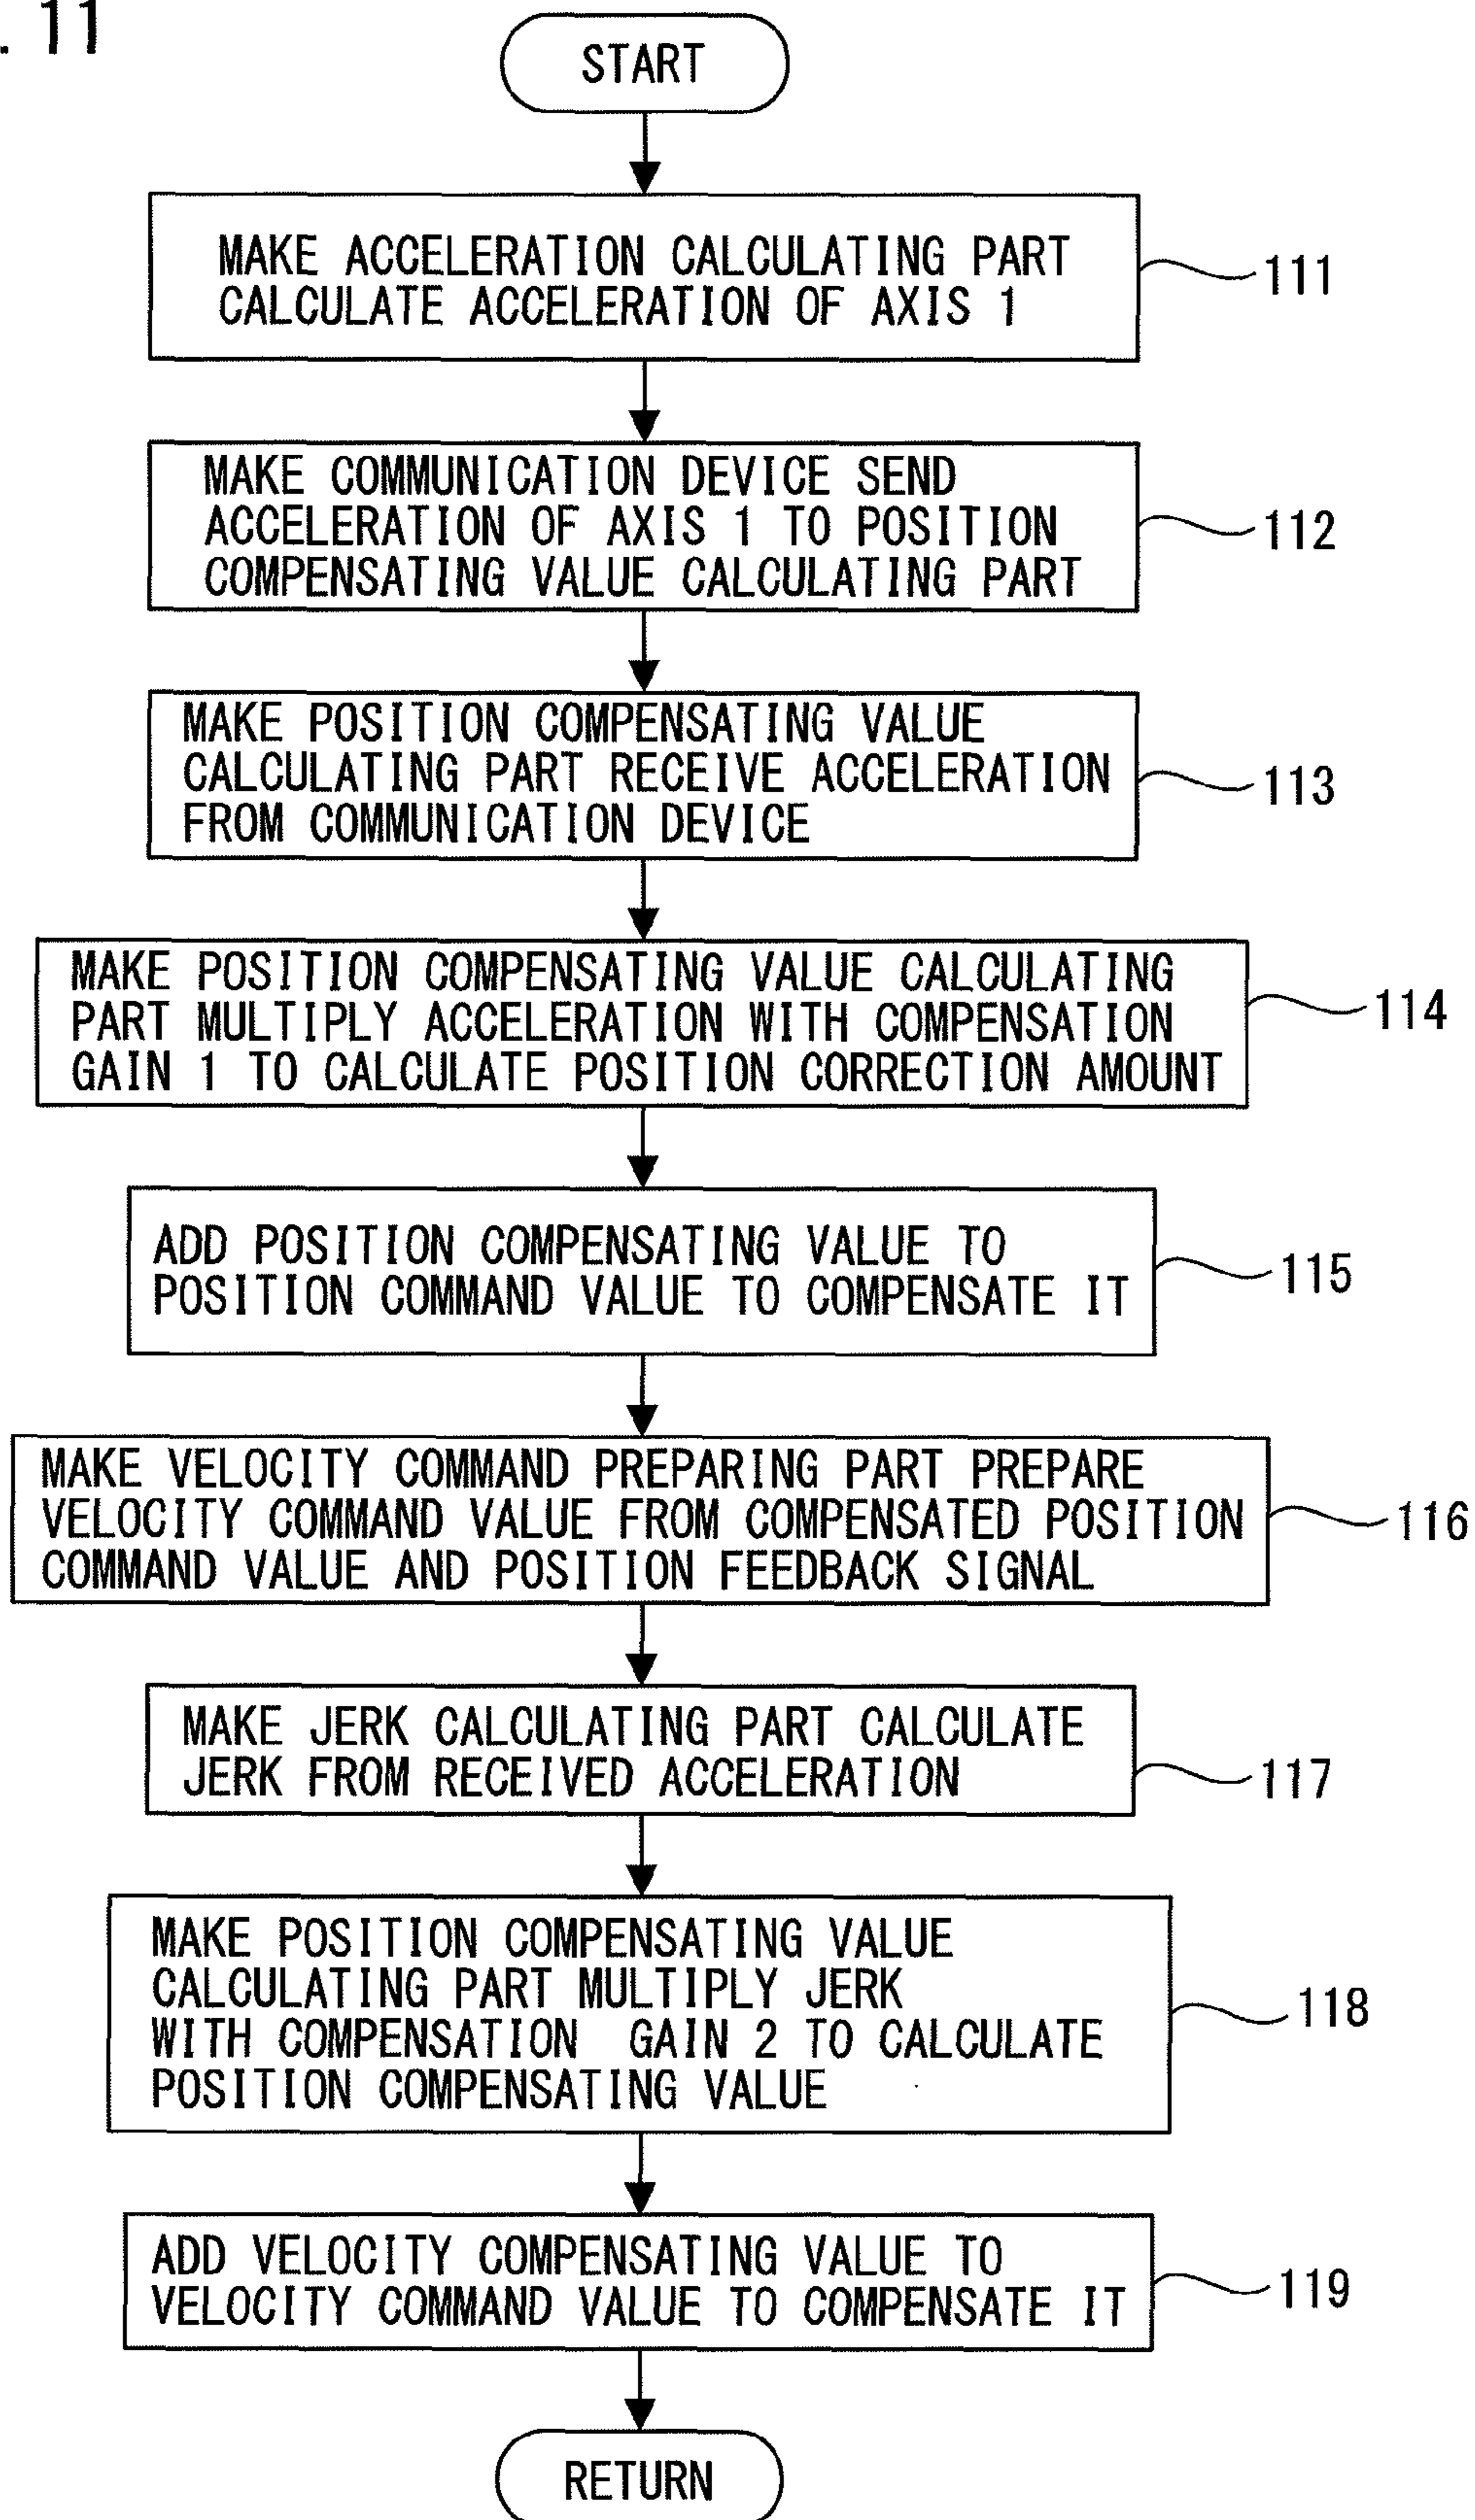 . 11
START
MAKE ACCELERATION CALCULATING PART
CALCULATE ACCELERATION OF AXIS 1
111
MAKE COMMUNICATION DEVICE SEND
ACCELERATION OF AXIS 1 TO POSITION
COMPENSATING VALUE CALCULATING PART
112
MAKE POSITION COMPENSATING VALUE
CALCULATING PART RECEIVE ACCELERATION
FROM COMMUNICATION DEVICE
113
MAKE POSITION COMPENSATING VALUE CALCULATING
PART MULTIPLY ACCELERATION WITH COMPENSATION
GAIN 1 TO CALCULATE POSITION CORRECTION AMOUNT
114
ADD POSITION COMPENSATING VALUE TO
POSITION COMMAND VALUE TO COMPENSATE IT
115
MAKE VELOCITY COMMAND PREPARING PART PREPARE
VELOCITY COMMAND VALUE FROM COMPENSATED POSITION
COMMAND VALUE AND POSITION FEEDBACK SIGNAL
116
MAKE JERK CALCULATING PART CALCULATE
JERK FROM RECEIVED ACCELERATION
117
MAKE POSITION COMPENSATING VALUE
CALCULATING PART MULTIPLY JERK
WITH COMPENSATION GAIN 2 TO CALCULATE
POSITION COMPENSATING VALUE
118
ADD VELOCITY COMPENSATING VALUE TO
VELOCITY COMMAND VALUE TO COMPENSATE IT
119
RETURN